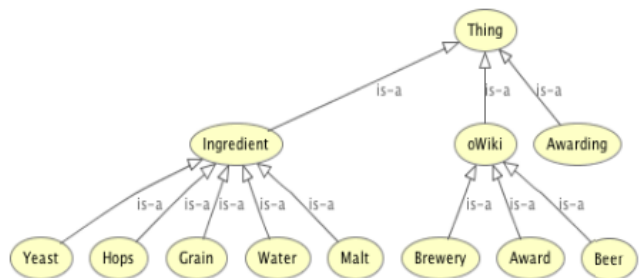 Thing
is-a is-a is-a
Ingredient oWiki Awarding
is-a is-a is-a is-a is-a is-a is-a is-a
Yeast Hops Grain Water Malt Brewery Award Beer